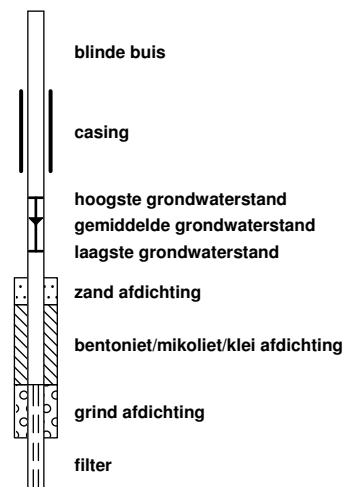 blinde buis
casing
hoogste grondwaterstand
gemiddelde grondwaterstand
laagste grondwaterstand
zand afdichting
bentoniet/mikoliet/klei afdichting
grind afdichting
filter